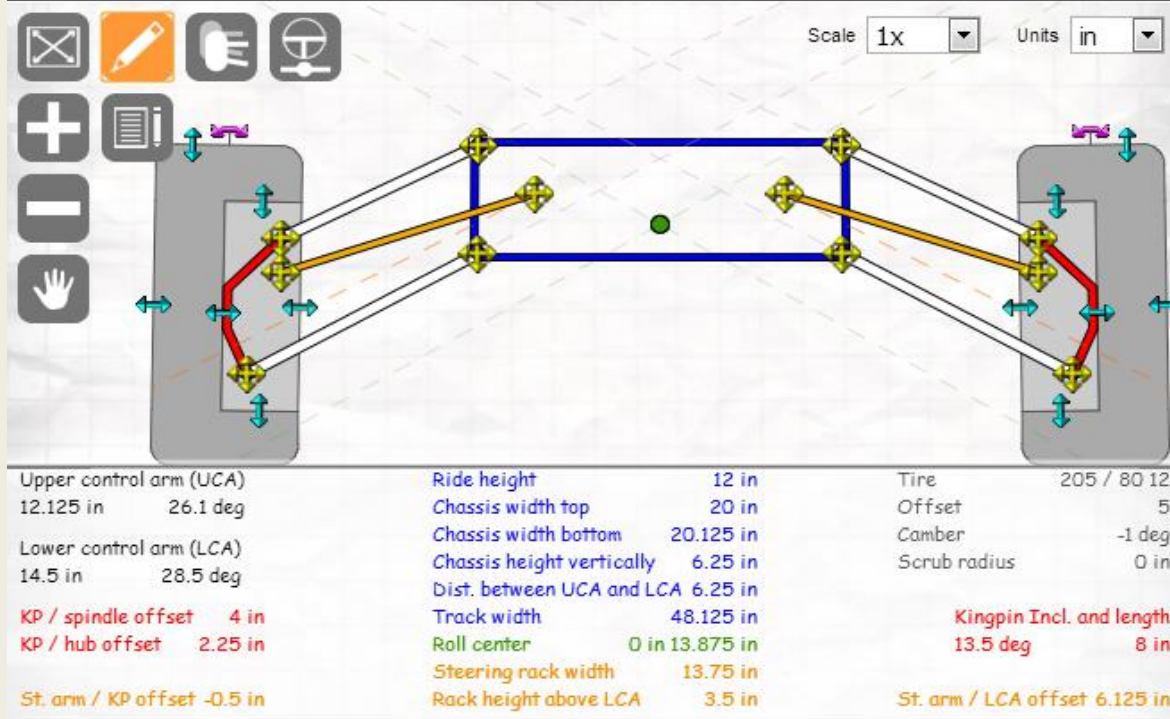 Scale 1x Units in
Upper control arm (UCA)
12.125 in 26.1 deg
Lower control arm (LCA)
14.5 in 28.5 deg
KP / spindle offset 4 in
KP / hub offset 2.25 in
St. arm / KP offset -0.5 in
Ride height 12 in
Chassis width top 20 in
Chassis width bottom 20.125 in
Chassis height vertically 6.25 in
Dist. between UCA and LCA 6.25 in
Track width 48.125 in
Roll center 0 in 13.875 in
Steering rack width 13.75 in
Rack height above LCA 3.5 in
Tire 205 / 80 12
Offset 5
Camber -1 deg
Scrub radius 0 in
Kingpin Incl. and length
13.5 deg 8 in
St. arm / LCA offset 6.125 in